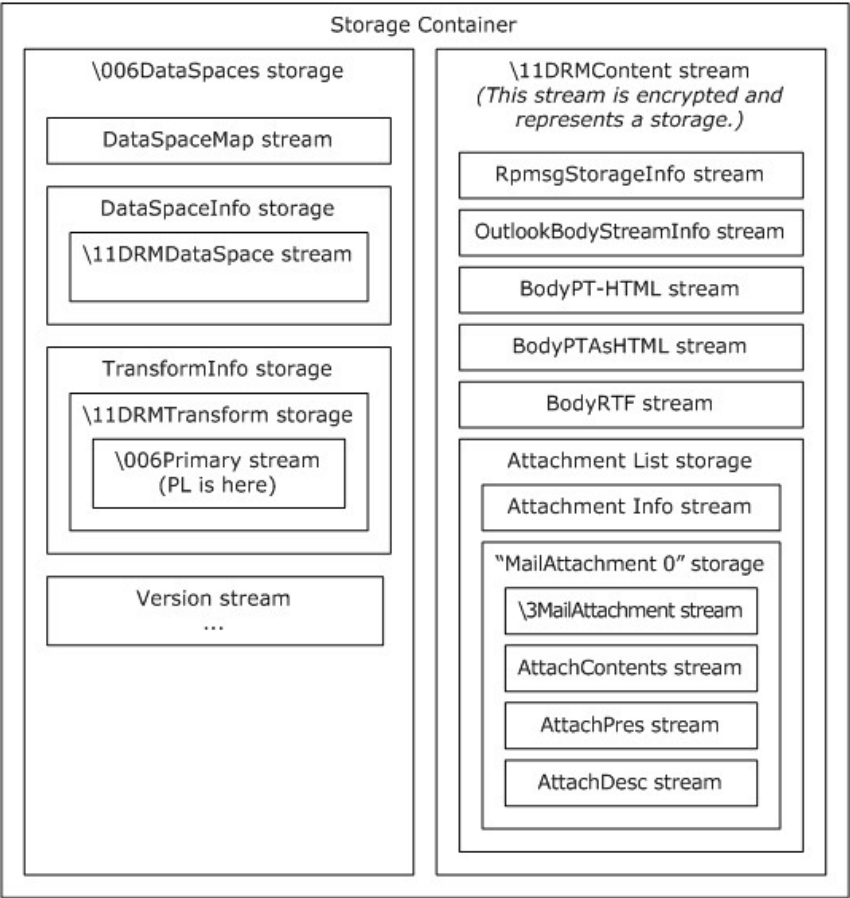 Storage Container
\006DataSpaces storage
DataSpaceMap stream
DataSpaceInfo storage
\11DRMDataSpace stream
TransformInfo storage
\11DRMTransform storage
\006Primary stream
(PL is here)
Version stream
...
\11DRMContent stream
(This stream is encrypted and
represents a storage.)
RpmsgStorageInfo stream
OutlookBodyStreamInfo stream
BodyPT-HTML stream
BodyPTAsHTML stream
BodyRTF stream
Attachment List storage
Attachment Info stream
“MailAttachment 0” storage
\3MailAttachment stream
AttachContents stream
AttachPres stream
AttachDesc stream